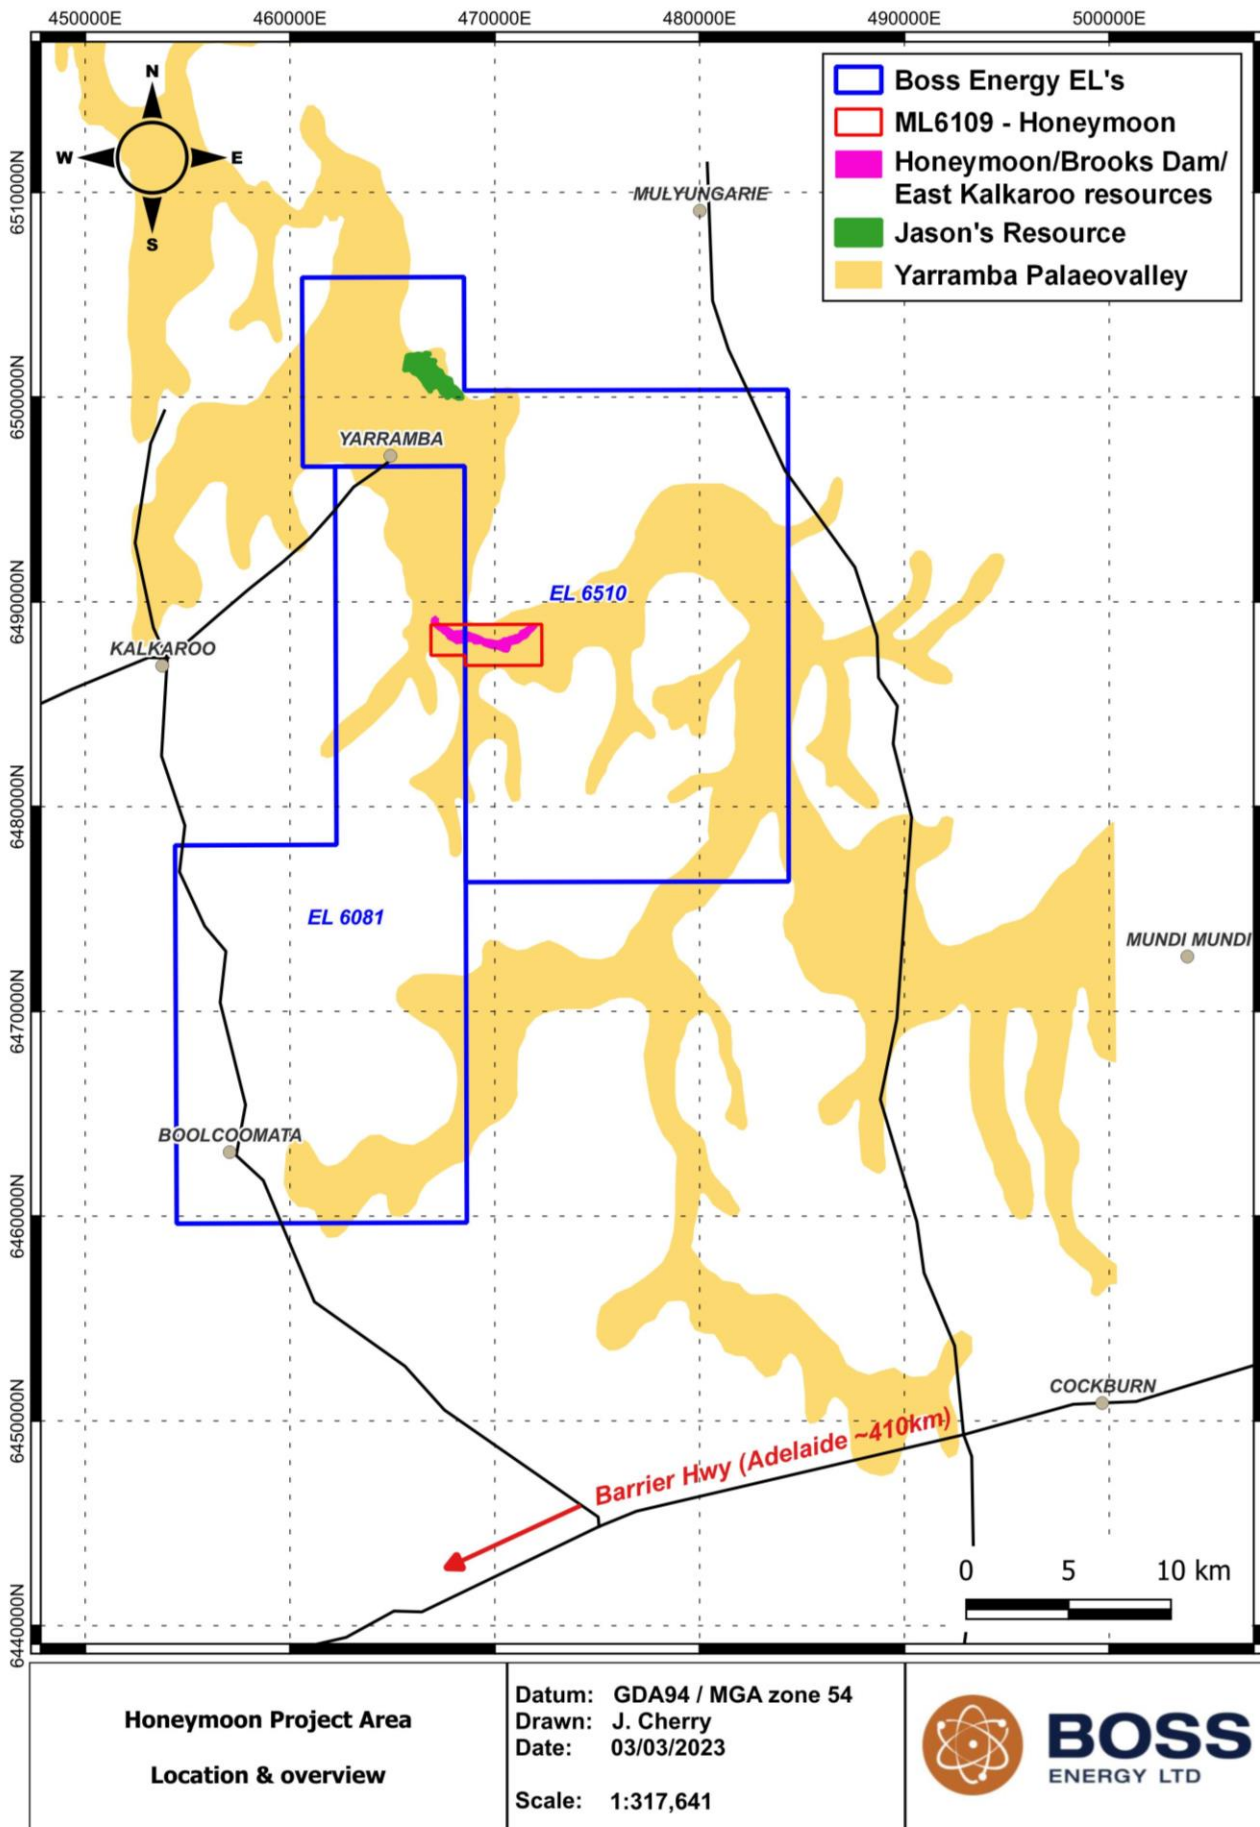 450000E 460000E 470000E 480000E 490000E 500000E
N
W E
S
Boss Energy EL's
ML6109 - Honeymoon
Honeymoon/Brooks Dam/
East Kalkaroo resources
Jason's Resource
Yarramba Palaeovalley
6510000N
MULYUNGARIE
6500000N
YARRAMBA
6490000N
EL 6510
KALKAROO
6480000N
EL 6081
MUNDI MUNDI
6470000N
BOOLCOOMATA
6460000N
COCKBURN
6450000N
Barrier Hwy (Adelaide ~410km)
0 5 10 km
6440000N
Honeymoon Project Area
Location & overview
Datum: GDA94 / MGA zone 54
Drawn: J. Cherry
Date: 03/03/2023
Scale: 1:317,641
BOSS
ENERGY LTD